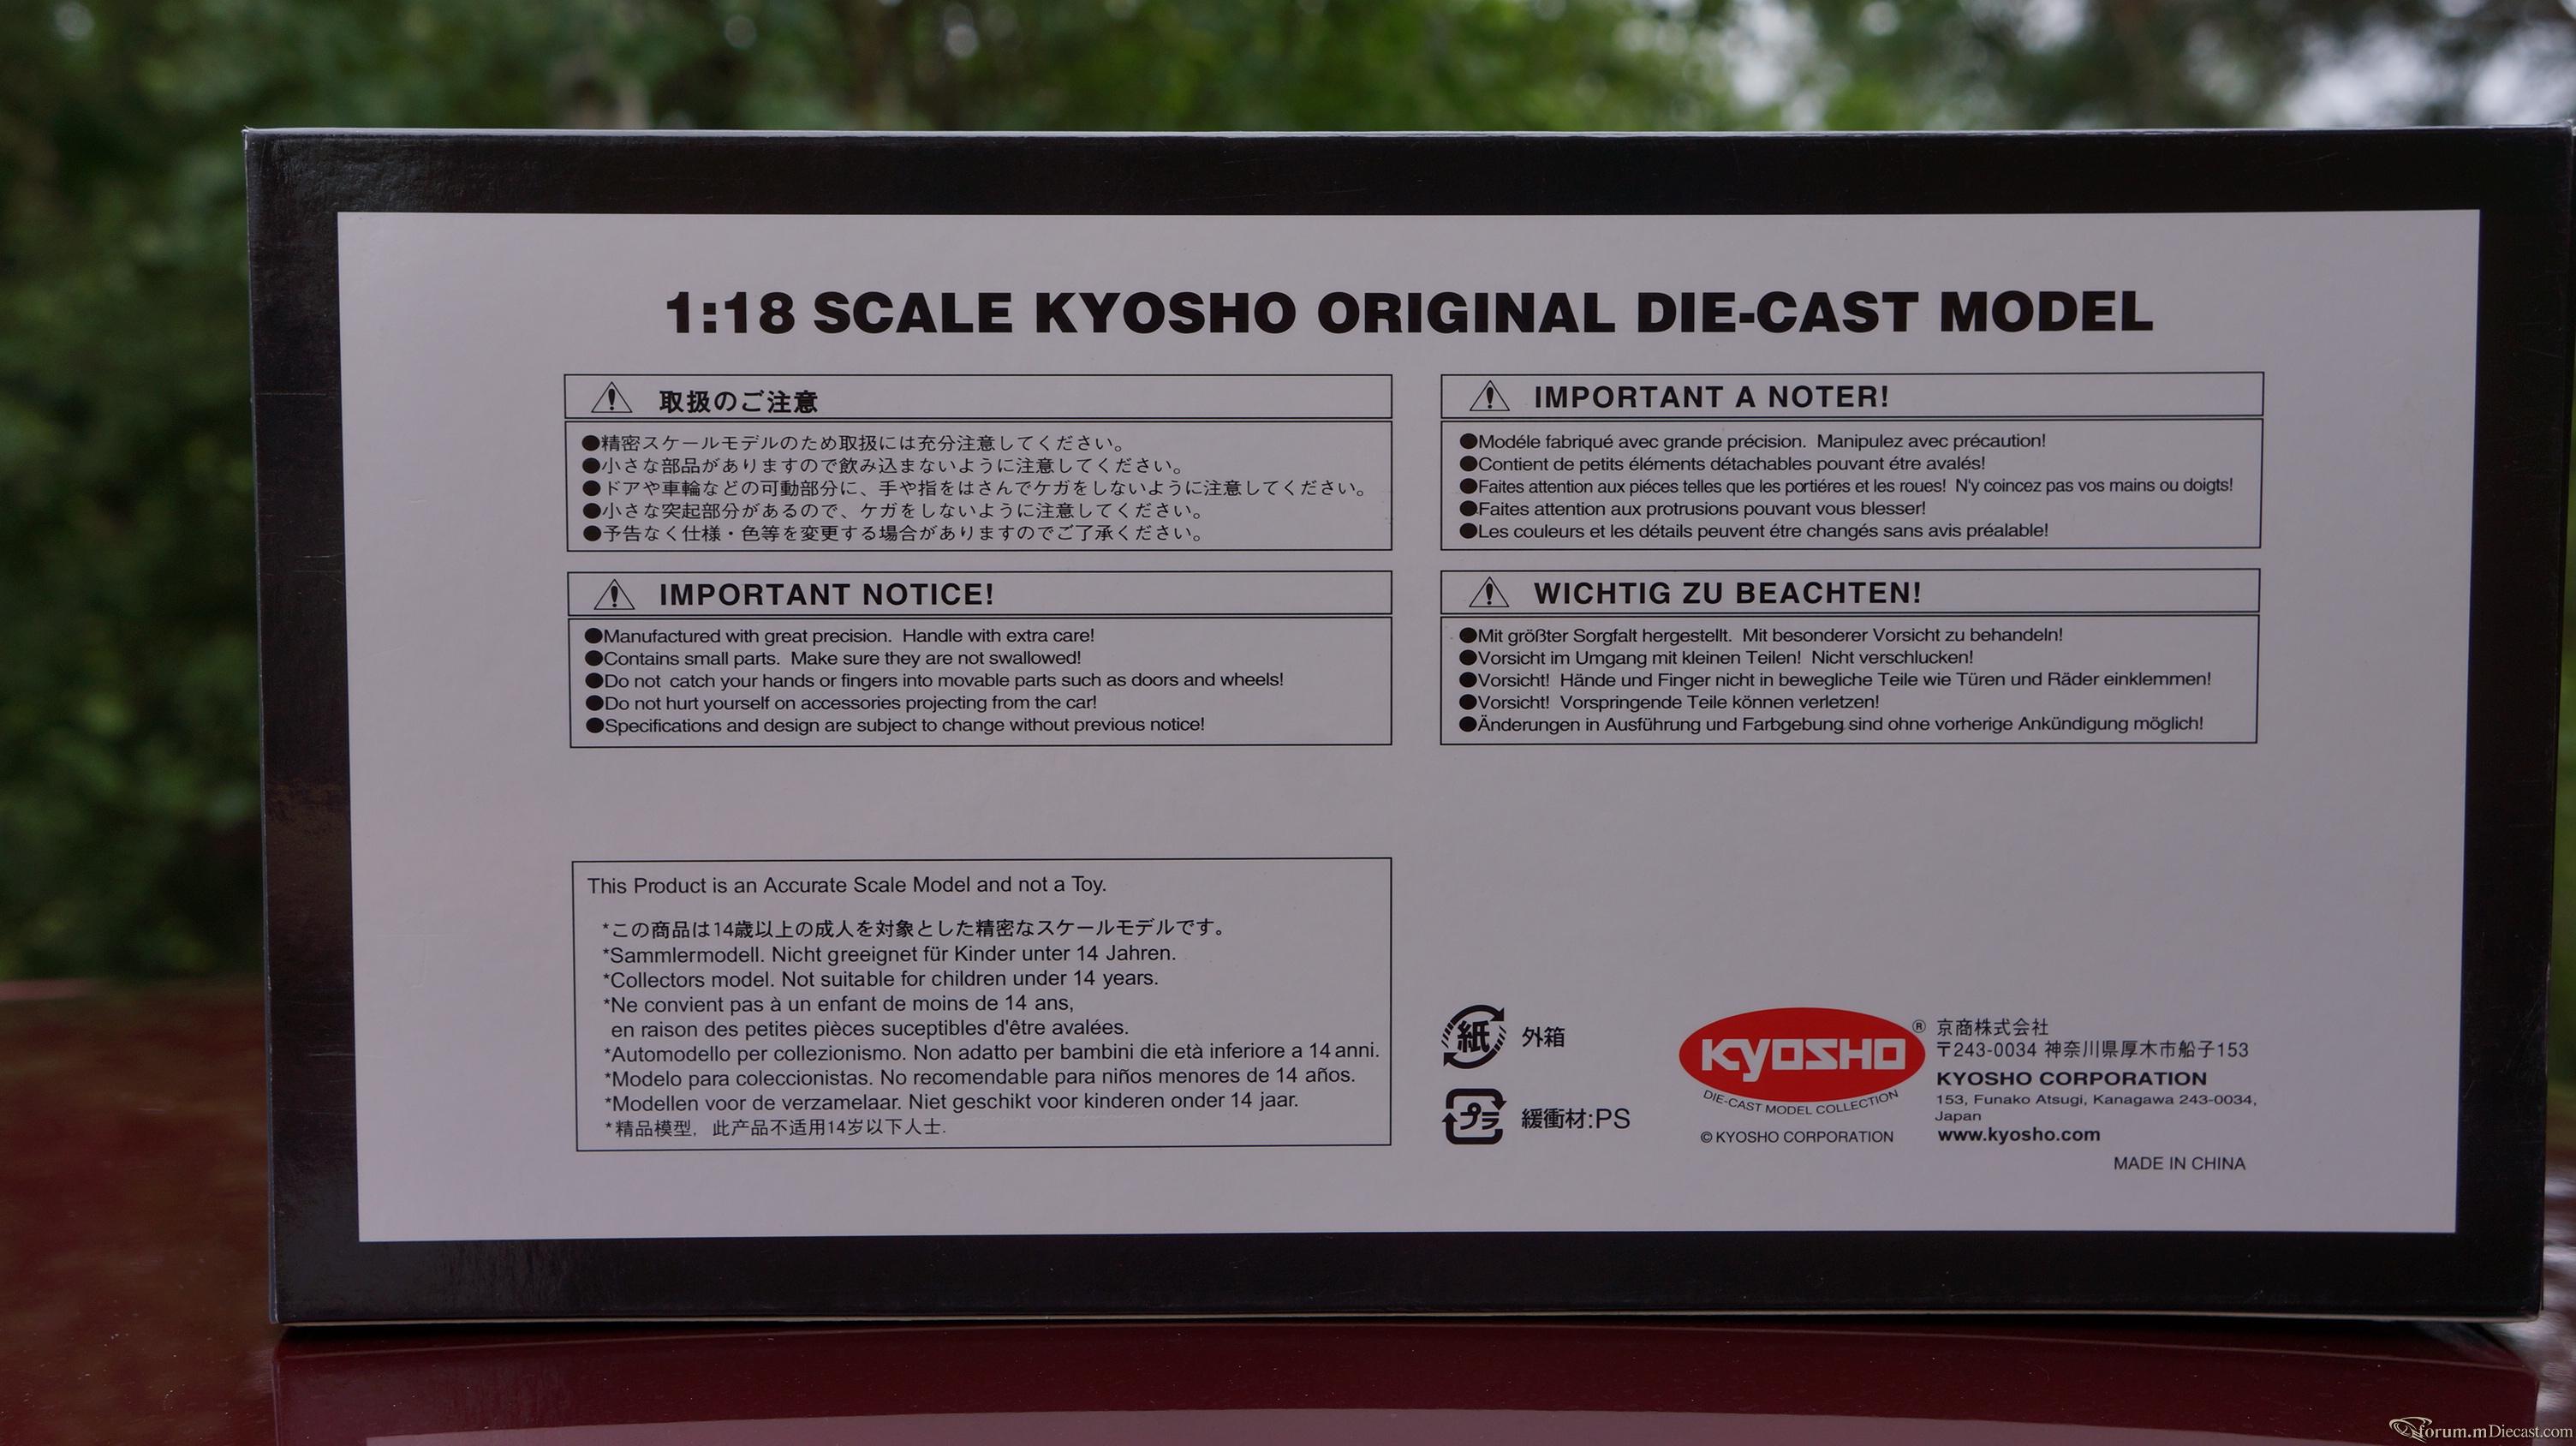 1:18 SCALE KYOSHO ORIGINAL DIE-CAST MODEL
取扱のご注意
●精密スケールモデルのため取扱には充分注意してください。
●小さな部品がありますので飲み込まないように注意してください。
●ドアや車輪などの可動部分に、手や指をはさんでケガをしないように注意してください。
●小さな突起部分があるので、ケガをしないように注意してください。
●予告なく仕様・色等を変更する場合がありますのでご了承ください。
IMPORTANT A NOTER!
●Modéle fabriqué avec grande précision. Manipulez avec précaution!
●Contient de petits éléments détachables pouvant étre avalés!
●Faites attention aux piéces telles que les portiéres et les roues! N'y coincez pas vos mains ou doigts!
●Faites attention aux protrusions pouvant vous blesser!
●Les couleurs et les détails peuvent étre changés sans avis préalable!
IMPORTANT NOTICE!
●Manufactured with great precision. Handle with extra care!
●Contains small parts. Make sure they are not swallowed!
●Do not catch your hands or fingers into movable parts such as doors and wheels!
●Do not hurt yourself on accessories projecting from the car!
●Specifications and design are subject to change without previous notice!
WICHTIG ZU BEACHTEN!
●Mit größter Sorgfalt hergestellt. Mit besonderer Vorsicht zu behandeln!
●Vorsicht im Umgang mit kleinen Teilen! Nicht verschlucken!
●Vorsicht! Hände und Finger nicht in bewegliche Teile wie Türen und Räder einklemmen!
●Vorsicht! Vorspringende Teile können verletzen!
●Änderungen in Ausführung und Farbgebung sind ohne vorherige Ankündigung möglich!
This Product is an Accurate Scale Model and not a Toy.
*この商品は14歳以上の成人を対象とした精密なスケールモデルです。
*Sammlermodell. Nicht greeignet für Kinder unter 14 Jahren.
*Collectors model. Not suitable for children under 14 years.
*Ne convient pas à un enfant de moins de 14 ans,
en raison des petites pièces suceptibles d'être avalées.
*Automodello per collezionismo. Non adatto per bambini die età inferiore a 14 anni.
*Modelo para coleccionistas. No recomendable para niños menores de 14 años.
*Modellen voor de verzamelaar. Niet geschikt voor kinderen onder 14 jaar.
*精品模型，此产品不适用14岁以下人士.
紙 外箱
プラ 緩衝材:PS
KYOSHO ®
DIE-CAST MODEL COLLECTION
© KYOSHO CORPORATION
京商株式会社
〒243-0034 神奈川県厚木市船子153
KYOSHO CORPORATION
153, Funako Atsugi, Kanagawa 243-0034,
Japan
www.kyosho.com
MADE IN CHINA
forum.mDiecast.com